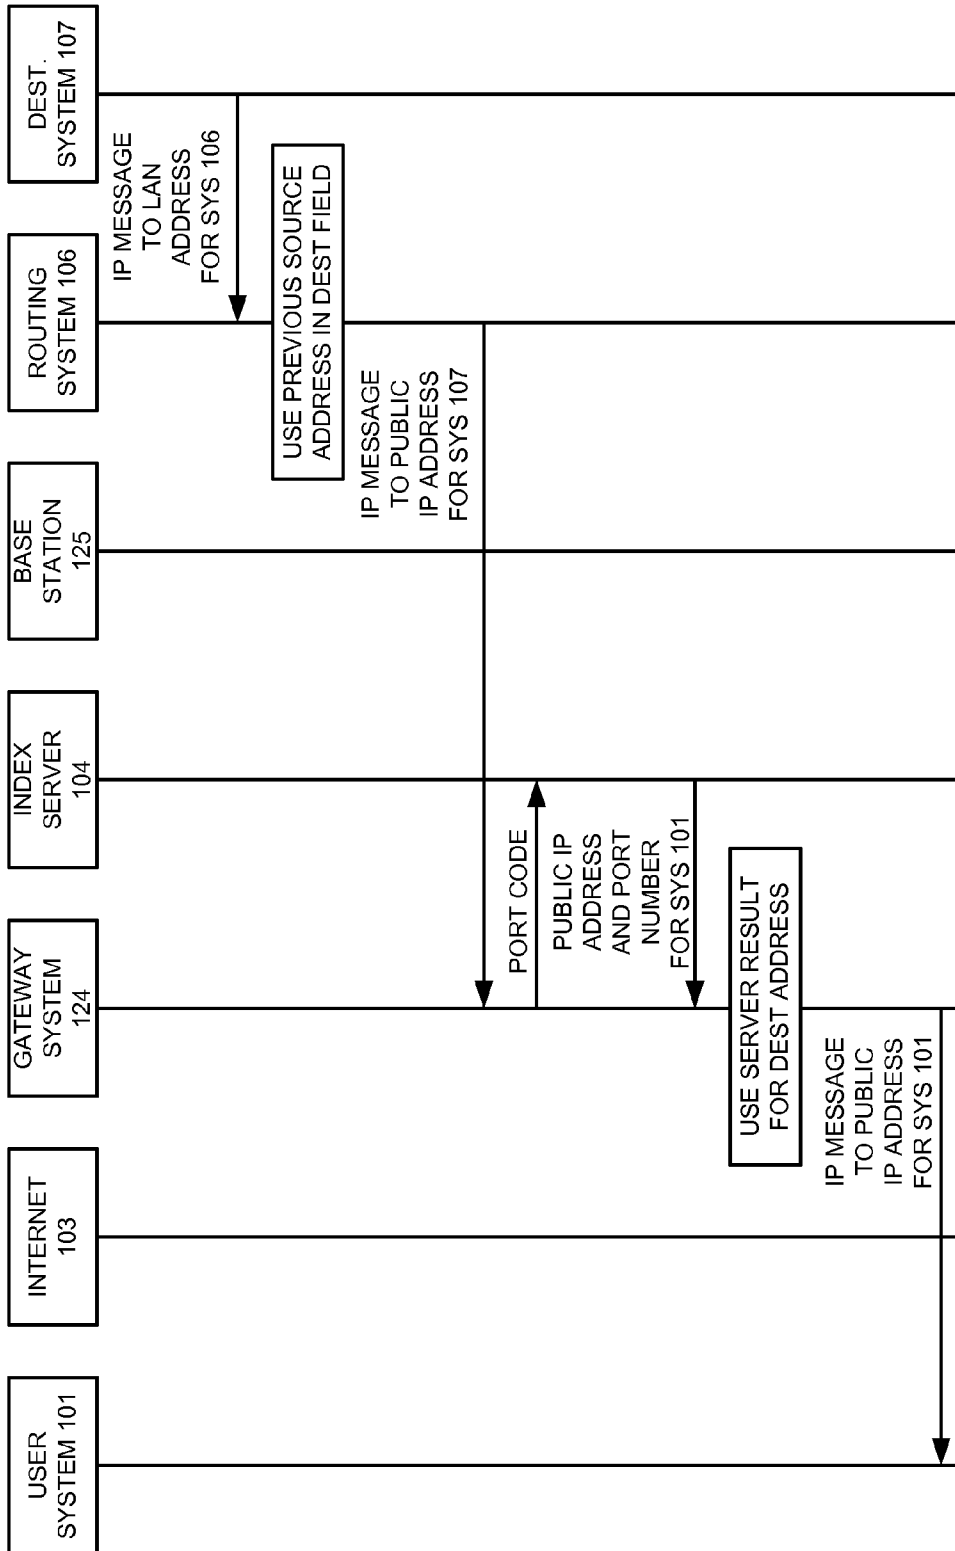 USER
SYSTEM 101
INTERNET
103
GATEWAY
SYSTEM
124
INDEX
SERVER
104
BASE
STATION
125
ROUTING
SYSTEM 106
DEST.
SYSTEM 107
IP MESSAGE
TO LAN
ADDRESS
FOR SYS 106
USE PREVIOUS SOURCE
ADDRESS IN DEST FIELD
IP MESSAGE
TO PUBLIC
IP ADDRESS
FOR SYS 107
PORT CODE
PUBLIC IP
ADDRESS
AND PORT
NUMBER
FOR SYS 101
USE SERVER RESULT
FOR DEST ADDRESS
IP MESSAGE
TO PUBLIC
IP ADDRESS
FOR SYS 101